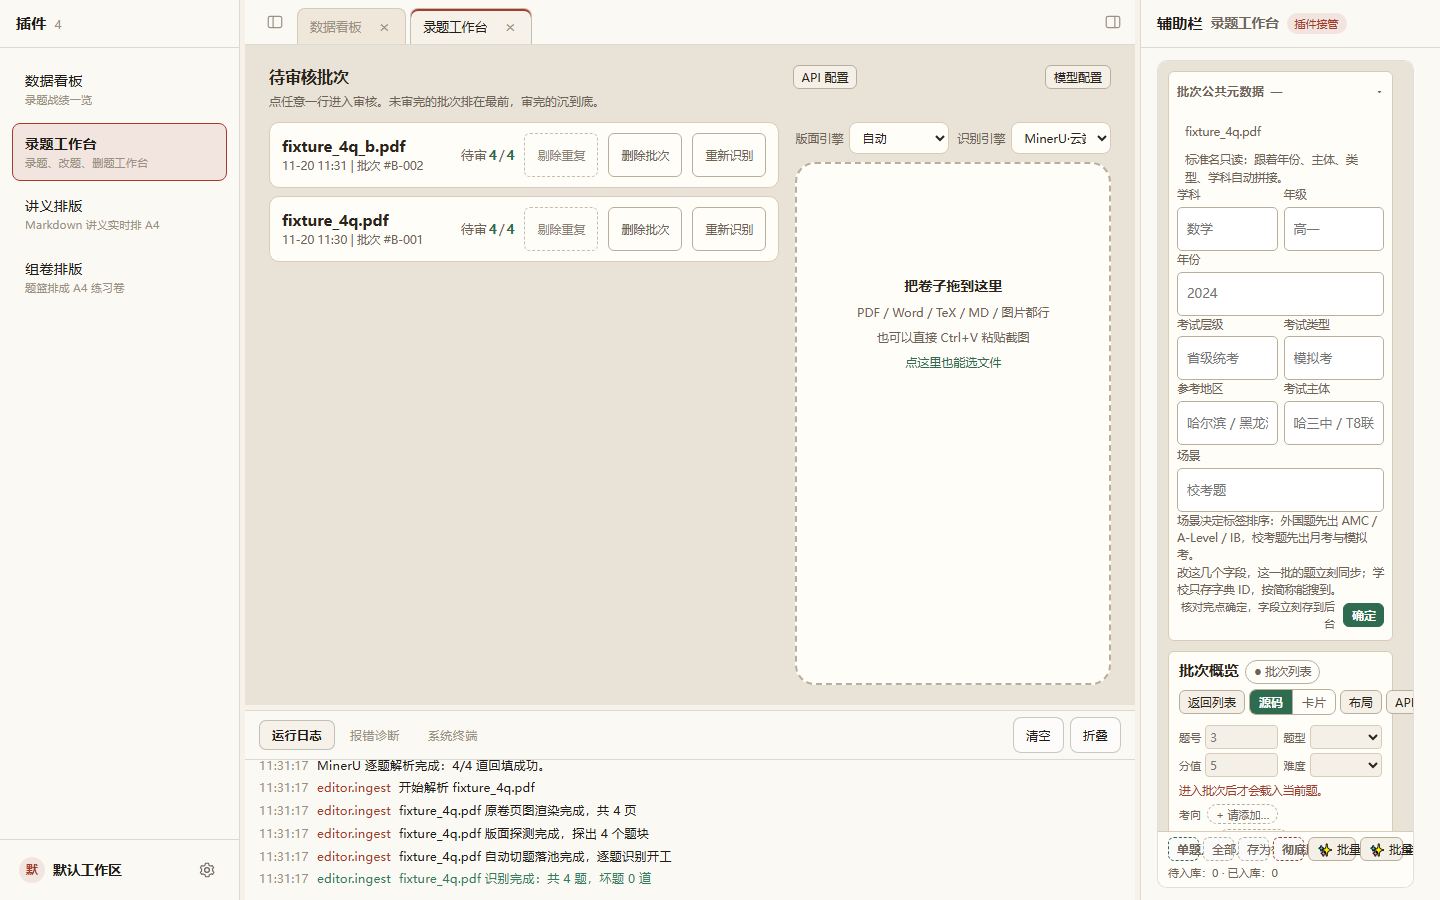 插件 4
数据看板
录题战绩一览
录题工作台
录题、改题、删题工作台
讲义排版
Markdown 讲义实时排 A4
组卷排版
题篮排成 A4 练习卷
默 默认工作区
数据看板 ×
录题工作台 ×
待审核批次
点任意一行进入审核。未审完的批次排在最前，审完的沉到底。
API 配置
模型配置
fixture_4q_b.pdf
11-20 11:31 | 批次 #B-002
待审 4 / 4
剔除重复
删除批次
重新识别
fixture_4q.pdf
11-20 11:30 | 批次 #B-001
待审 4 / 4
剔除重复
删除批次
重新识别
版面引擎 自动
识别引擎 MinerU·云
把卷子拖到这里
PDF / Word / TeX / MD / 图片都行
也可以直接 Ctrl+V 粘贴截图
点这里也能选文件
运行日志
报错诊断
系统终端
清空
折叠
11:31:17 MinerU 逐题解析完成：4/4 道回填成功。
11:31:17 editor.ingest 开始解析 fixture_4q.pdf
11:31:17 editor.ingest fixture_4q.pdf 原卷页图渲染完成，共 4 页
11:31:17 editor.ingest fixture_4q.pdf 版面探测完成，探出 4 个题块
11:31:17 editor.ingest fixture_4q.pdf 自动切题落池完成，逐题识别开工
11:31:17 editor.ingest fixture_4q.pdf 识别完成：共 4 题，坏题 0 道
辅助栏 录题工作台 插件接管
批次公共元数据 —
fixture_4q.pdf
标准名只读：跟着年份、主体、类
型、学科自动拼接。
学科 年级
数学 高一
年份
2024
考试层级 考试类型
省级统考 模拟考
参考地区 考试主体
哈尔滨 / 黑龙 哈三中 / T8联
场景
校考题
场景决定标签排序：外国题先出 AMC /
A-Level / IB，校考题先出月考与模拟
考。
改这几个字段，这一批的题立刻同步；学
校只存字典 ID，按简称能搜到。
核对完点确定，字段立刻存到后
台
确定
批次概览 ● 批次列表
返回列表 源码 卡片 布局 API
题号 3 题型
分值 5 难度
进入批次后才会载入当前题。
考向 + 请添加...
单题 全部 存为 彻底 ✨ 批量 ✨ 批量
待入库：0 · 已入库：0